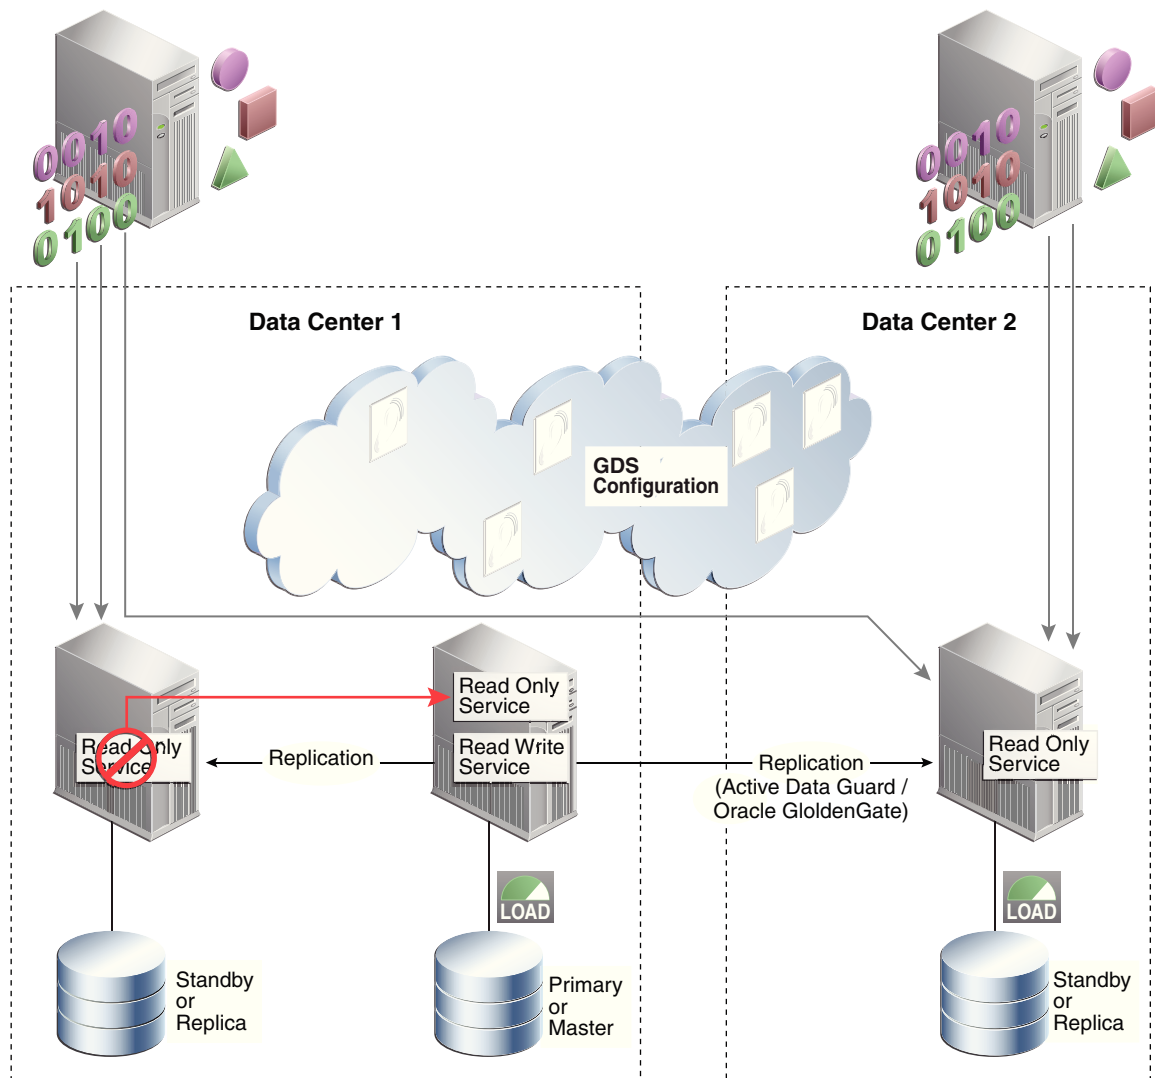 0010
1010
0100
0010
1010
0100
Data Center 1
Data Center 2
GDS
Configuration
Read Only
Service
Read Only
Service
Read Write
Service
Replication
Replication
(Active Data Guard /
Oracle GloldenGate)
Read Only
Service
LOAD
LOAD
Standby
or
Replica
Primary
or
Master
Standby
or
Replica